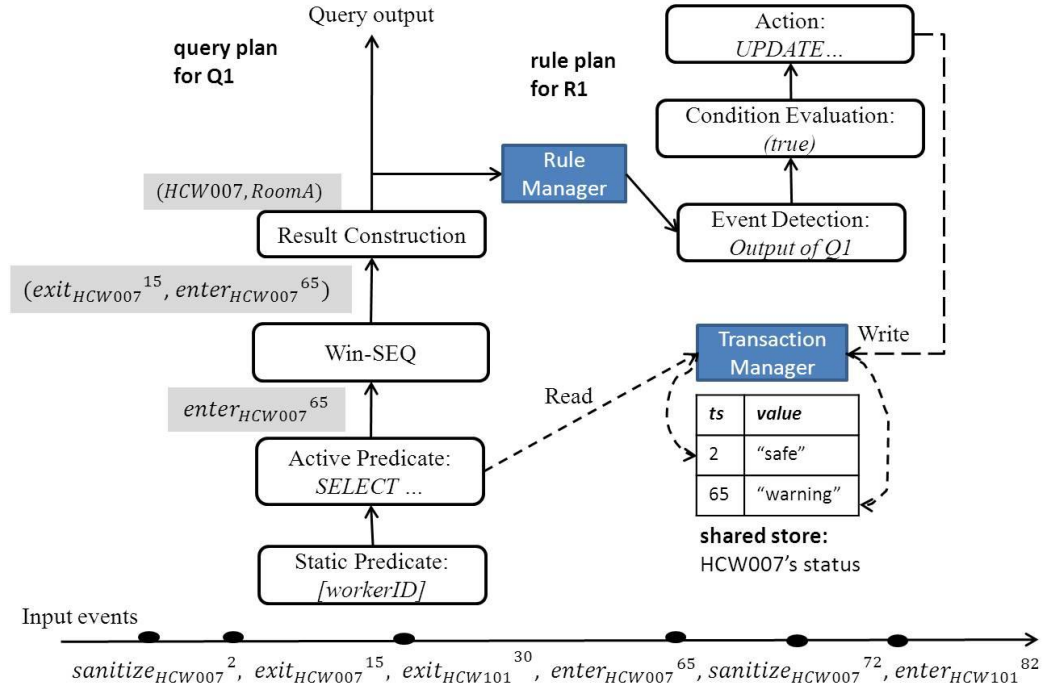 Query output
query plan
for Q1
rule plan
for R1
Action:
UPDATE...
Condition Evaluation:
(true)
Rule
Manager
Event Detection:
Output of Q1
(HCW007, RoomA)
Result Construction
(exit_HCW007^15, enter_HCW007^65)
Win-SEQ
enter_HCW007^65
Read
Write
Transaction
Manager
ts value
2 "safe"
65 "warning"
shared store:
HCW007's status
Active Predicate:
SELECT ...
Static Predicate:
[workerID]
Input events
sanitize_HCW007^2, exit_HCW007^15, exit_HCW101^30, enter_HCW007^65, sanitize_HCW007^72, enter_HCW101^82